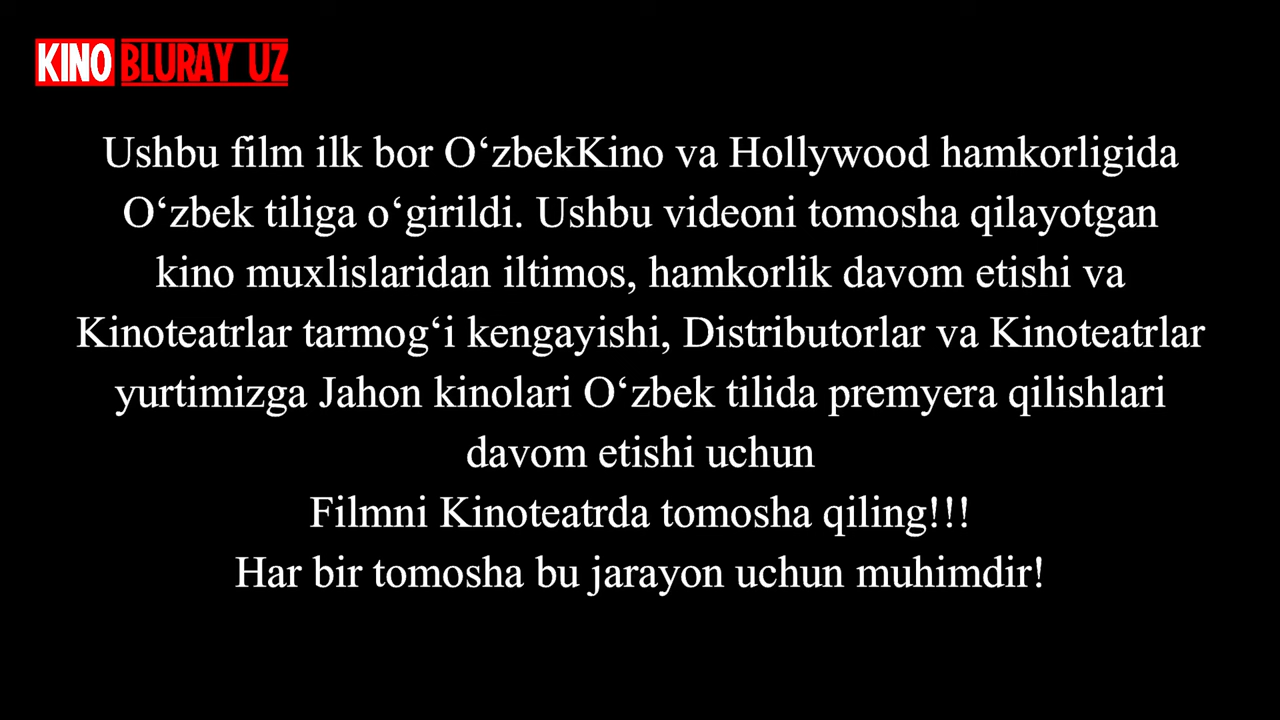 KINO BLURAY UZ
Ushbu film ilk bor O‘zbekKino va Hollywood hamkorligida
O‘zbek tiliga o‘girildi. Ushbu videoni tomosha qilayotgan
kino muxlislaridan iltimos, hamkorlik davom etishi va
Kinoteatrlar tarmog‘i kengayishi, Distributorlar va Kinoteatrlar
yurtimizga Jahon kinolari O‘zbek tilida premyera qilishlari
davom etishi uchun
Filmni Kinoteatrda tomosha qiling!!!
Har bir tomosha bu jarayon uchun muhimdir!